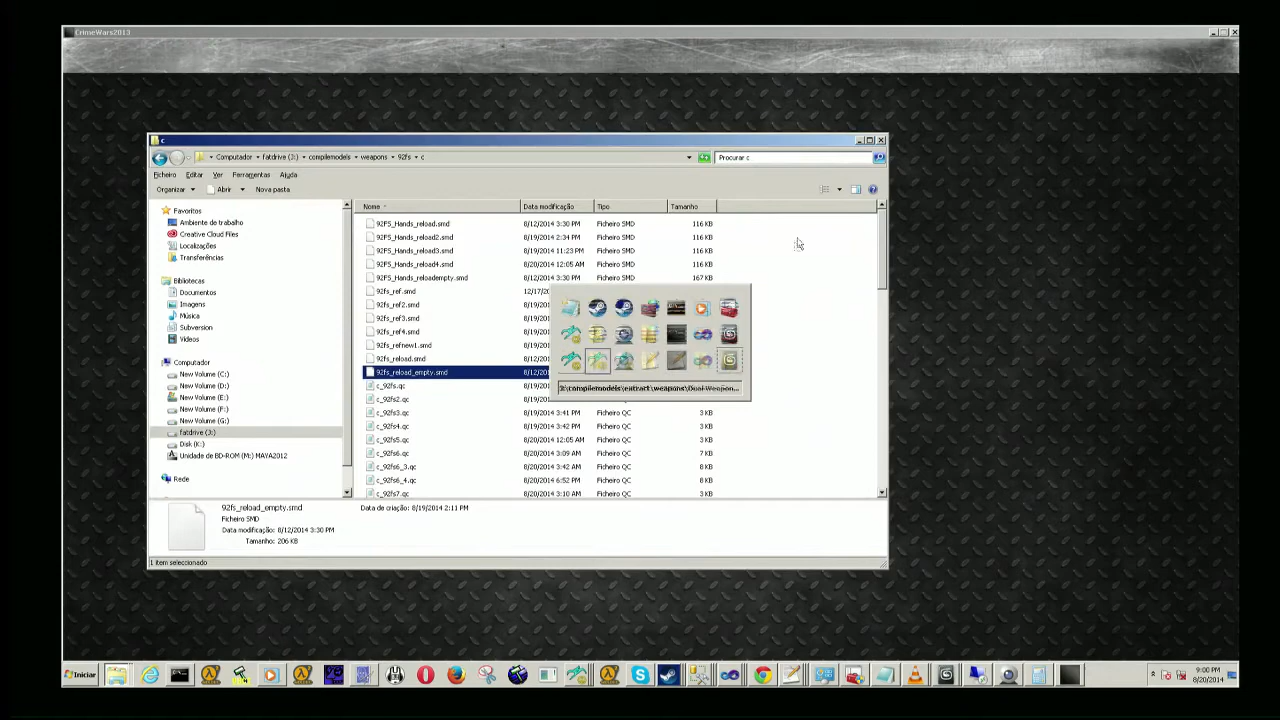 CrimeWars2013
c
Computador fatdrive (J:) compilemodels weapons 92fs c
Procurar c
Ficheiro Editar Ver Ferramentas Ajuda
Organizar Abrir Nova pasta
Nome Data modificação Tipo Tamanho
Favoritos
Ambiente de trabalho
Creative Cloud Files
Localizações
Transferências
Bibliotecas
Documentos
Imagens
Música
Subversion
Vídeos
Computador
New Volume (C:)
New Volume (D:)
New Volume (E:)
New Volume (F:)
New Volume (G:)
fatdrive (J:)
Disk (K:)
Unidade de BD-ROM (M:) MAYA2012
Rede
92FS_Hands_reload.smd 8/12/2014 3:30 PM Ficheiro SMD 116 KB
92FS_Hands_reload2.smd 8/19/2014 2:34 PM Ficheiro SMD 116 KB
92FS_Hands_reload3.smd 8/19/2014 11:23 PM Ficheiro SMD 116 KB
92FS_Hands_reload4.smd 8/20/2014 12:05 AM Ficheiro SMD 116 KB
92FS_Hands_reloadempty.smd 8/12/2014 3:30 PM Ficheiro SMD 167 KB
92fs_ref.smd 12/17/20
92fs_ref2.smd 8/19/20
92fs_ref3.smd 8/19/20
92fs_ref4.smd 8/19/20
92fs_refnew1.smd 8/19/20
92fs_reload.smd 8/12/20
92fs_reload_empty.smd 8/12/20
c_92fs.qc 8/19/20
c_92fs2.qc 8/19/20
c_92fs3.qc 8/19/2014 3:41 PM Ficheiro QC 3 KB
c_92fs4.qc 8/19/2014 3:42 PM Ficheiro QC 3 KB
c_92fs5.qc 8/20/2014 12:05 AM Ficheiro QC 3 KB
c_92fs6.qc 8/20/2014 3:09 AM Ficheiro QC 7 KB
c_92fs6_3.qc 8/20/2014 3:42 AM Ficheiro QC 8 KB
c_92fs6_4.qc 8/20/2014 6:52 PM Ficheiro QC 8 KB
c_92fs7.qc 8/20/2014 3:10 AM Ficheiro QC 3 KB
:\compilemodels\extract\weapons\Dual Weapon...
92fs_reload_empty.smd Data de criação: 8/19/2014 2:11 PM
Ficheiro SMD
Data modificação: 8/12/2014 3:30 PM
Tamanho: 206 KB
1 item seleccionado
Iniciar
9:00 PM
8/20/2014